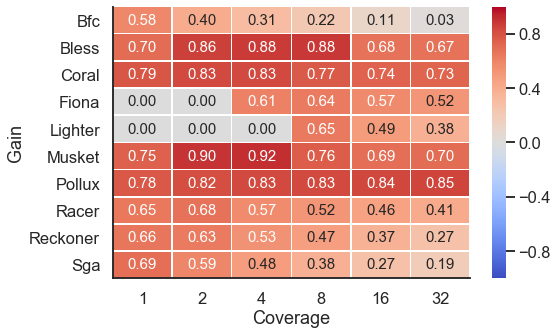 Gain
Bfc 0.58 0.40 0.31 0.22 0.11 0.03
Bless 0.70 0.86 0.88 0.88 0.68 0.67
Coral 0.79 0.83 0.83 0.77 0.74 0.73
Fiona 0.00 0.00 0.61 0.64 0.57 0.52
Lighter 0.00 0.00 0.00 0.65 0.49 0.38
Musket 0.75 0.90 0.92 0.76 0.69 0.70
Pollux 0.78 0.82 0.83 0.83 0.84 0.85
Racer 0.65 0.68 0.57 0.52 0.46 0.41
Reckoner 0.66 0.63 0.53 0.47 0.37 0.27
Sga 0.69 0.59 0.48 0.38 0.27 0.19
1 2 4 8 16 32
Coverage
0.8
0.4
0.0
−0.4
−0.8